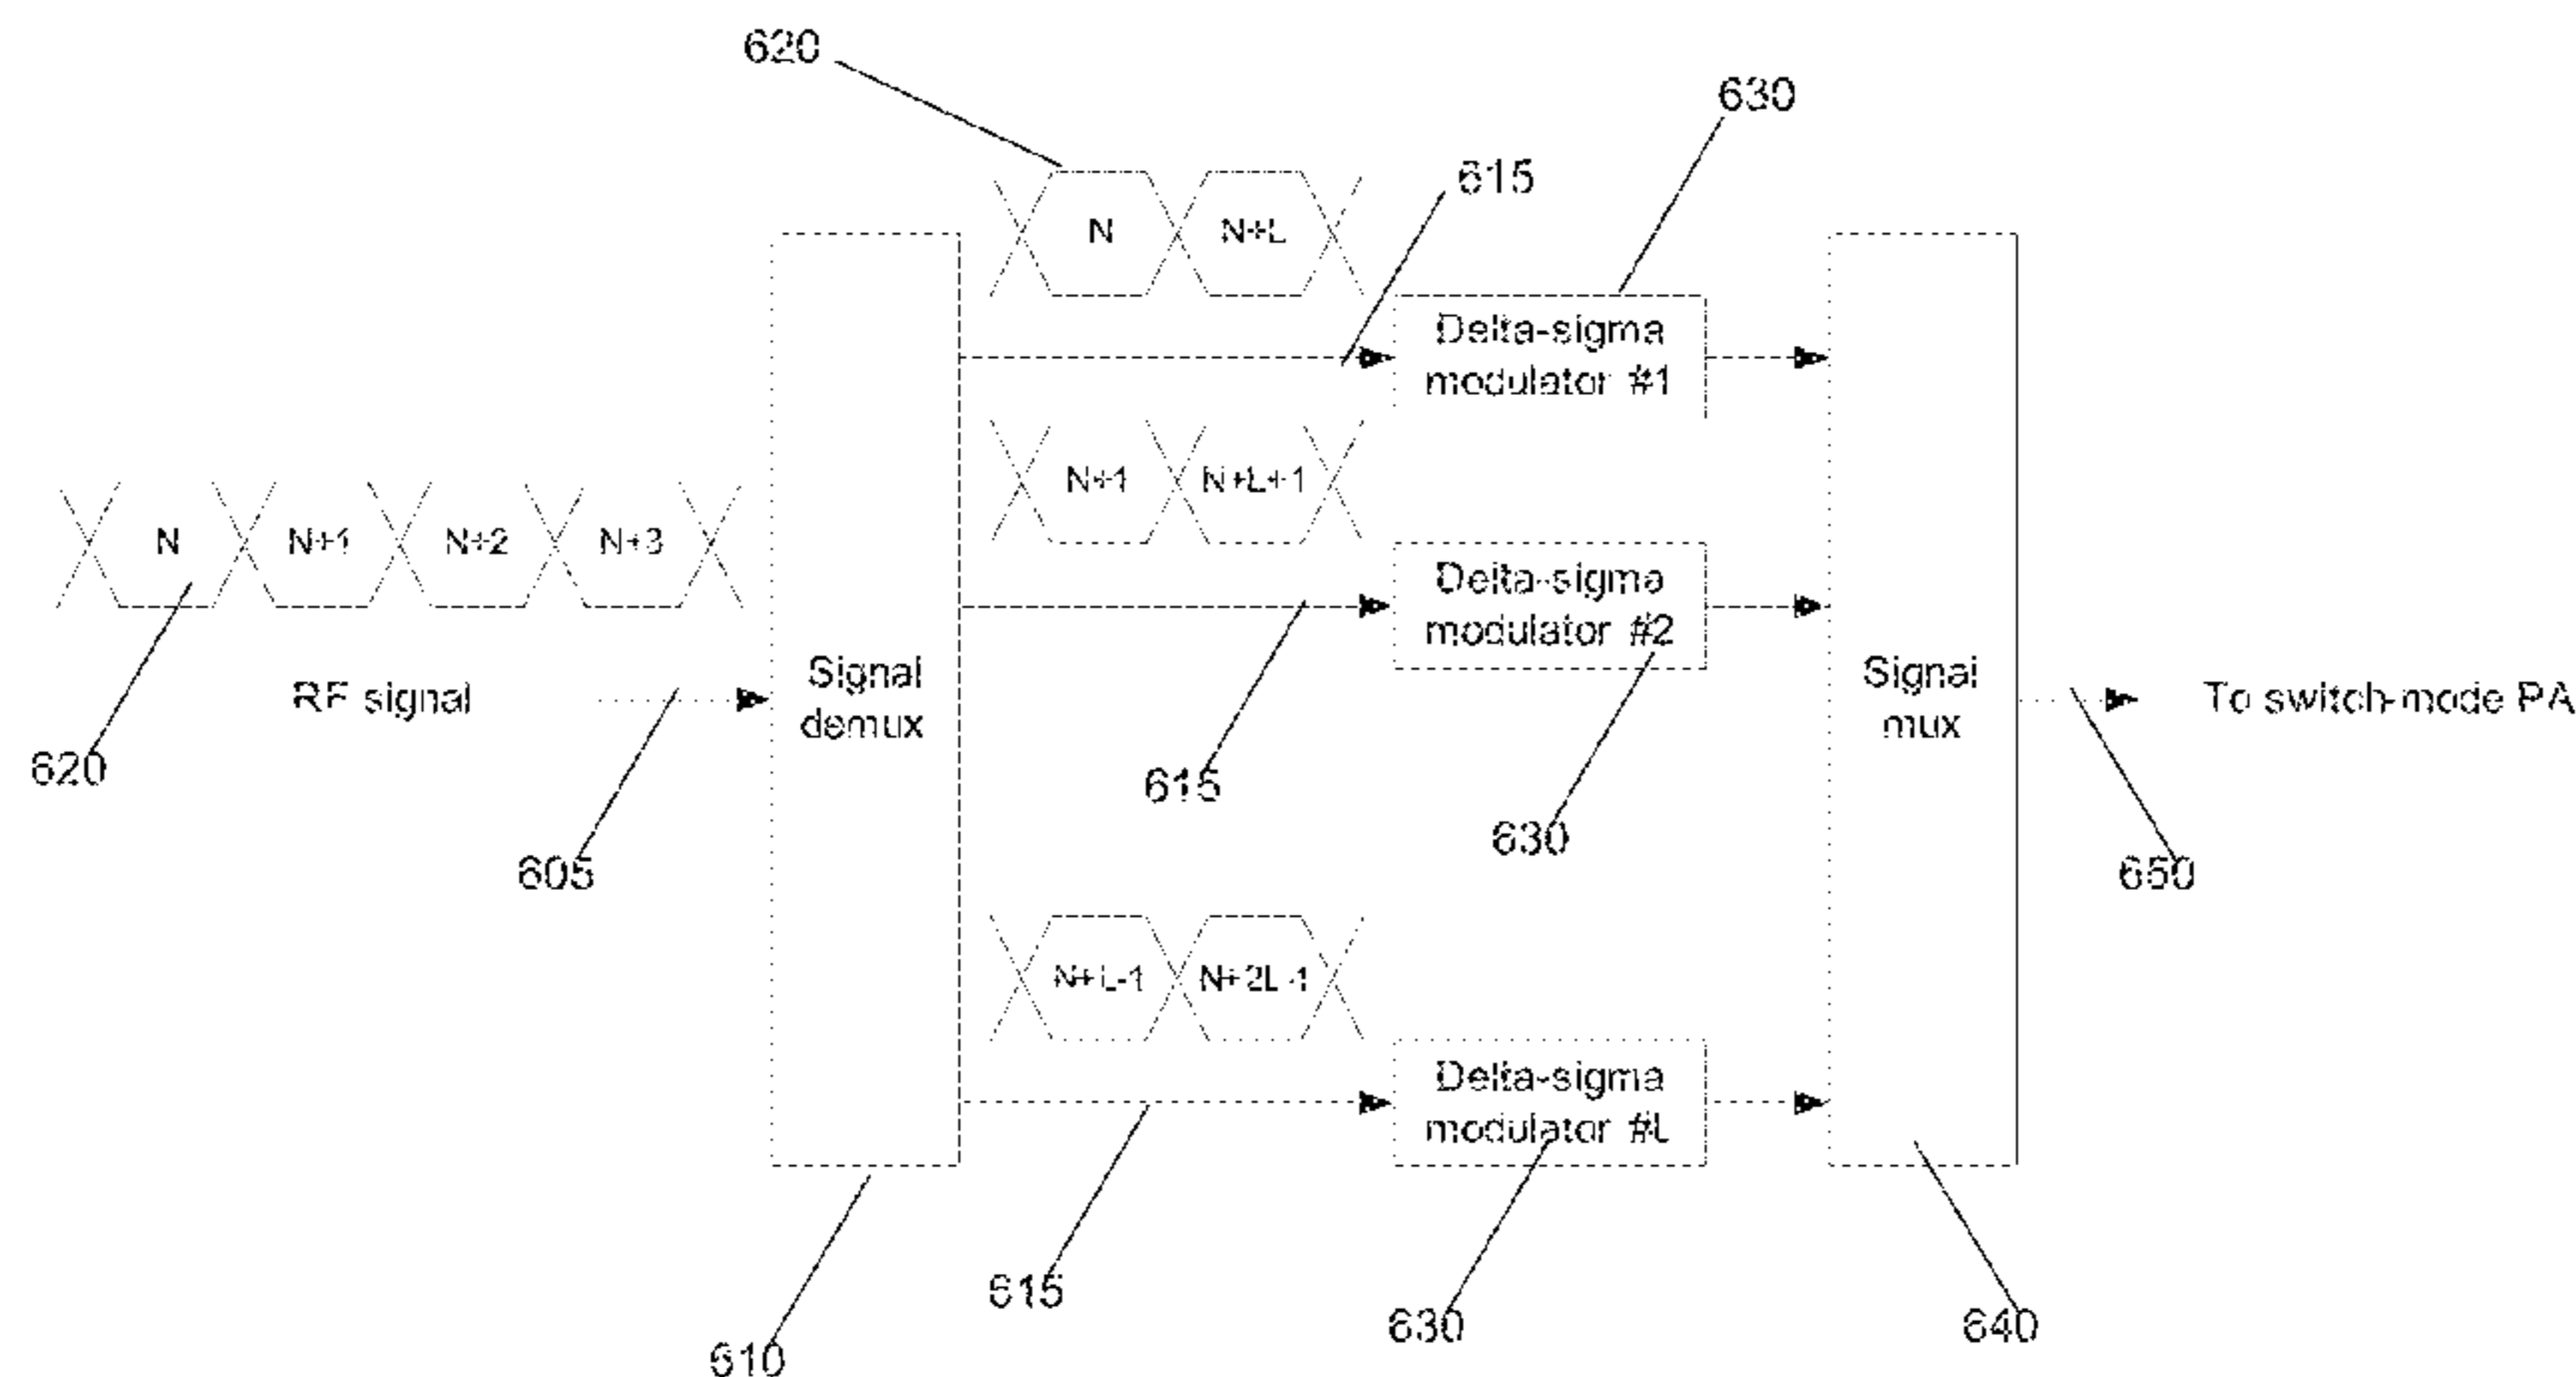 620
630
615
N
N+L
Delta-sigma
modulator #1
N+1
N+L+1
N
N+1
N+2
N+3
Delta-sigma
modulator #2
RF signal
Signal
demux
Signal
mux
To switch-mode PA
620
615
630
605
650
N+L-1
N+2L-1
Delta-sigma
modulator #L
615
630
640
610